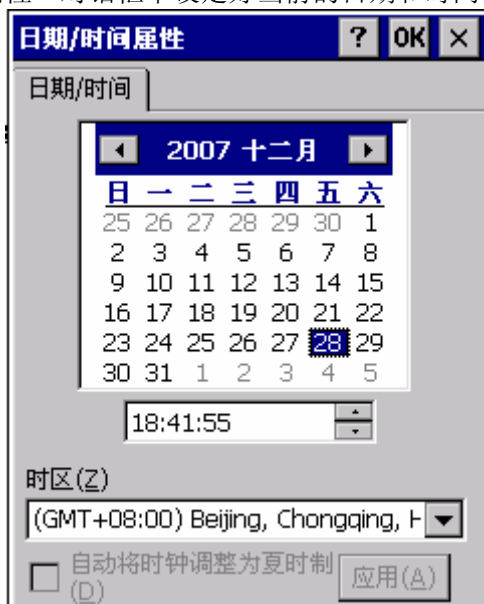 日期/时间属性 ? OK ×
日期/时间
2007 十二月
日 一 二 三 四 五 六
25 26 27 28 29 30 1
2 3 4 5 6 7 8
9 10 11 12 13 14 15
16 17 18 19 20 21 22
23 24 25 26 27 28 29
30 31 1 2 3 4 5
18:41:55
时区(Z)
(GMT+08:00) Beijing, Chongqing, H
自动将时钟调整为夏时制
(D)
应用(A)